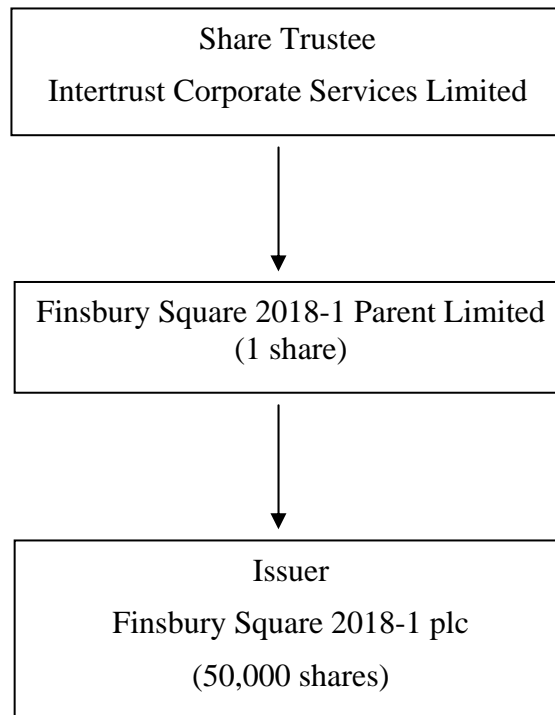 Share Trustee
Intertrust Corporate Services Limited
Finsbury Square 2018-1 Parent Limited
(1 share)
Issuer
Finsbury Square 2018-1 plc
(50,000 shares)